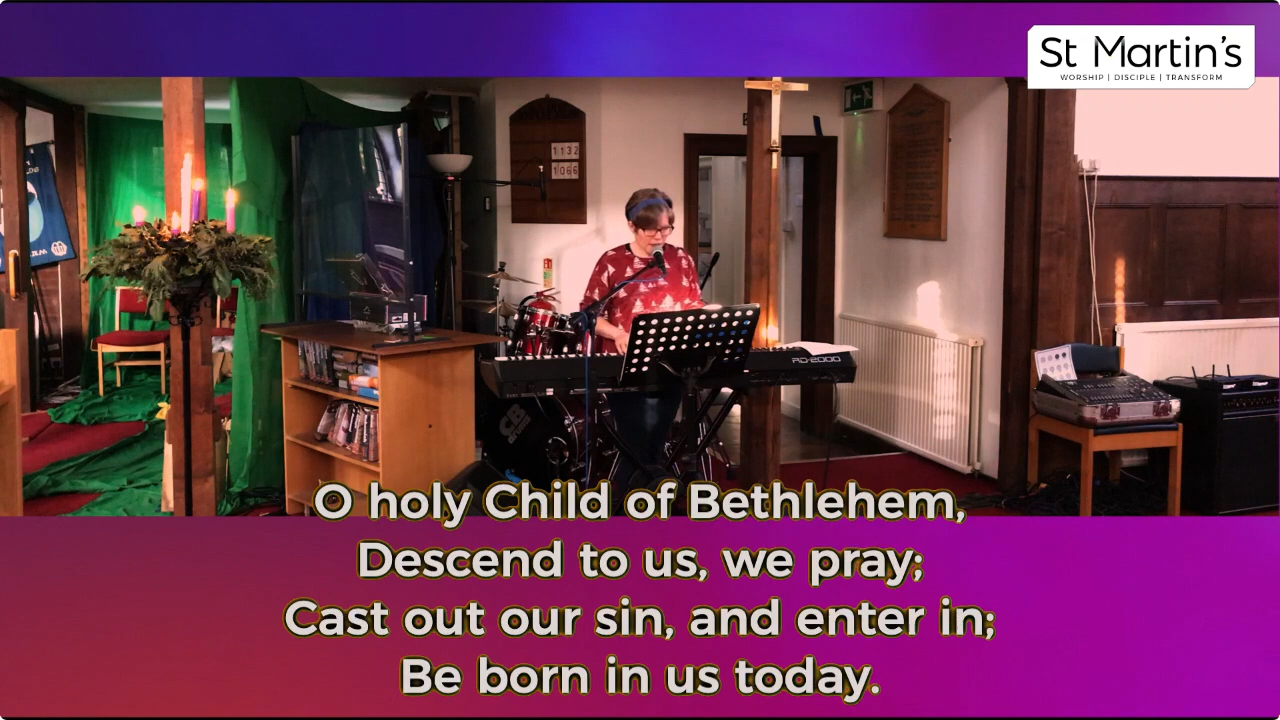 St Martin's
WORSHIP | DISCIPLE | TRANSFORM
1132
1066
RD-2000
CB
O holy Child of Bethlehem,
Descend to us, we pray;
Cast out our sin, and enter in;
Be born in us today.